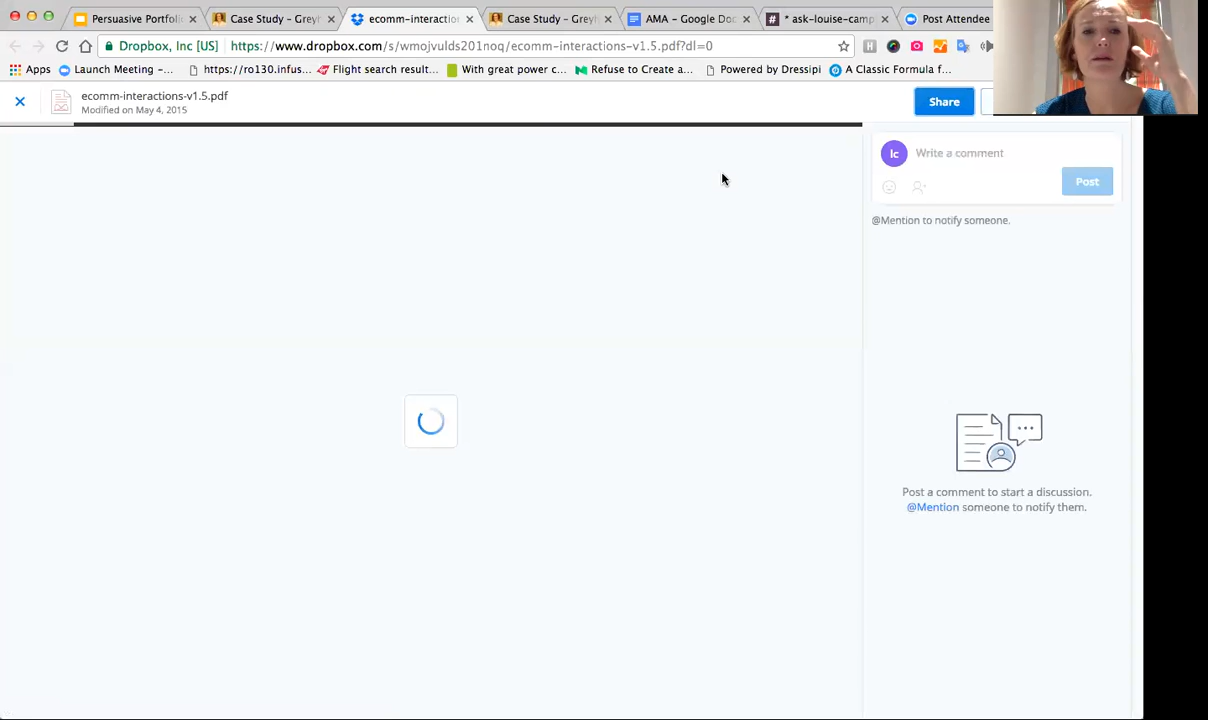 Persuasive Portfoli
Case Study – Greyh
ecomm-interaction
Case Study – Greyh
AMA – Google Doc
* ask-louise-camp
Post Attendee
Dropbox, Inc [US]
https://www.dropbox.com/s/wmojvulds201noq/ecomm-interactions-v1.5.pdf?dl=0
Apps
Launch Meeting -...
https://ro130.infus...
Flight search result...
With great power c...
Refuse to Create a...
Powered by Dressipi
A Classic Formula f...
ecomm-interactions-v1.5.pdf
Modified on May 4, 2015
Share
lc
Write a comment
Post
@Mention to notify someone.
Post a comment to start a discussion.
@Mention someone to notify them.